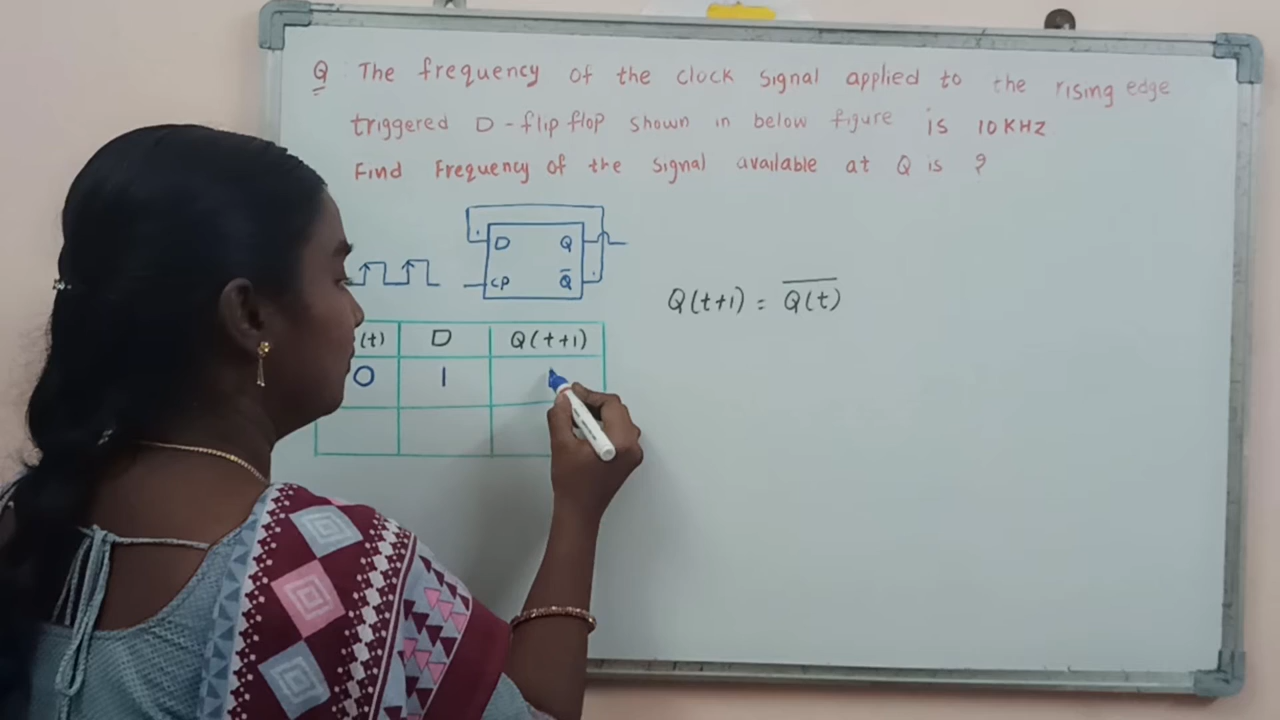 Q The frequency of the clock signal applied to the rising edge
triggered D - flip flop shown in below figure is 10 KHZ
Find Frequency of the signal available at Q is ?
D Q
CP Q̅
Q(t+1) = \overline{Q(t)}
(t) D Q(t+1)
0 1